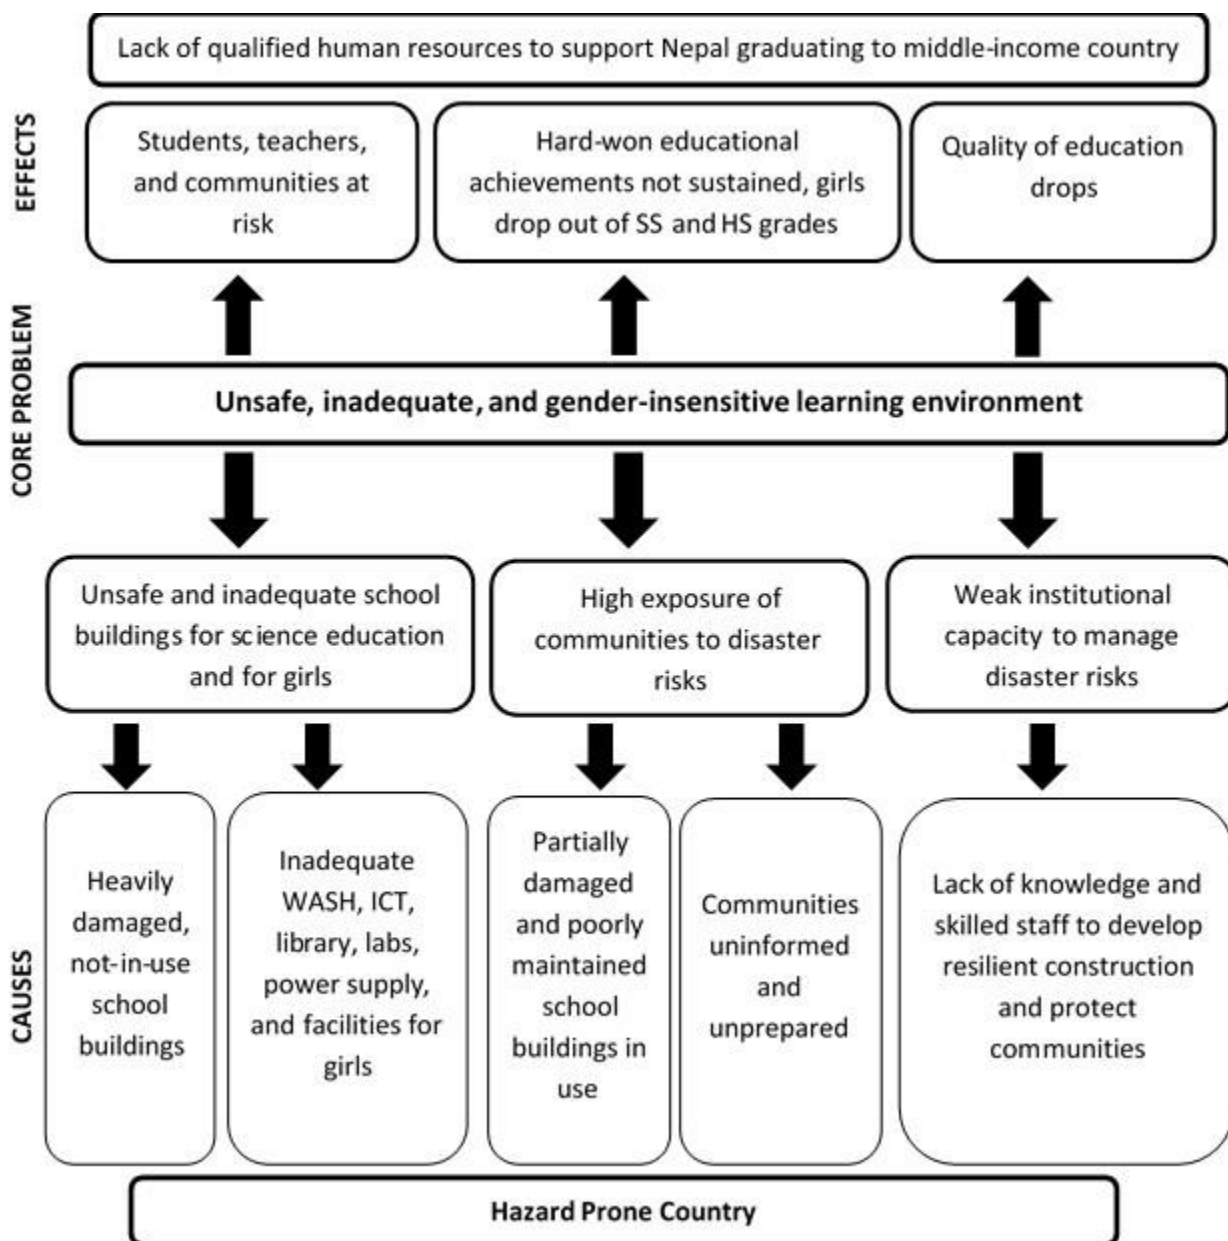 Lack of qualified human resources to support Nepal graduating to middle-income country
EFFECTS
Students, teachers,
and communities at
risk
Hard-won educational
achievements not sustained, girls
drop out of SS and HS grades
Quality of education
drops
CORE PROBLEM
Unsafe, inadequate, and gender-insensitive learning environment
Unsafe and inadequate school
buildings for science education
and for girls
High exposure of
communities to disaster
risks
Weak institutional
capacity to manage
disaster risks
CAUSES
Heavily
damaged,
not-in-use
school
buildings
Inadequate
WASH, ICT,
library, labs,
power supply,
and facilities for
girls
Partially
damaged
and poorly
maintained
school
buildings in
use
Communities
uninformed
and
unprepared
Lack of knowledge and
skilled staff to develop
resilient construction
and protect
communities
Hazard Prone Country